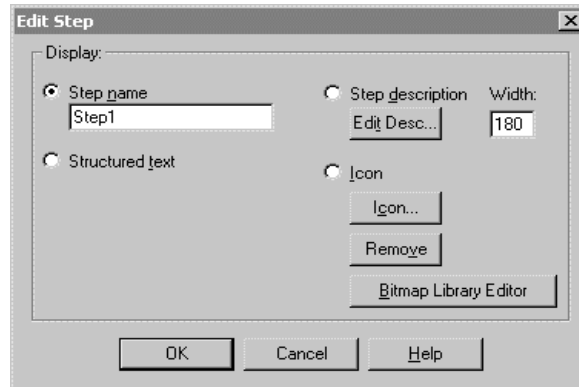 Edit Step
Display:
Step name
Step1
Structured text
Step description
Width:
Edit Desc...
180
Icon
Icon...
Remove
Bitmap Library Editor
OK
Cancel
Help